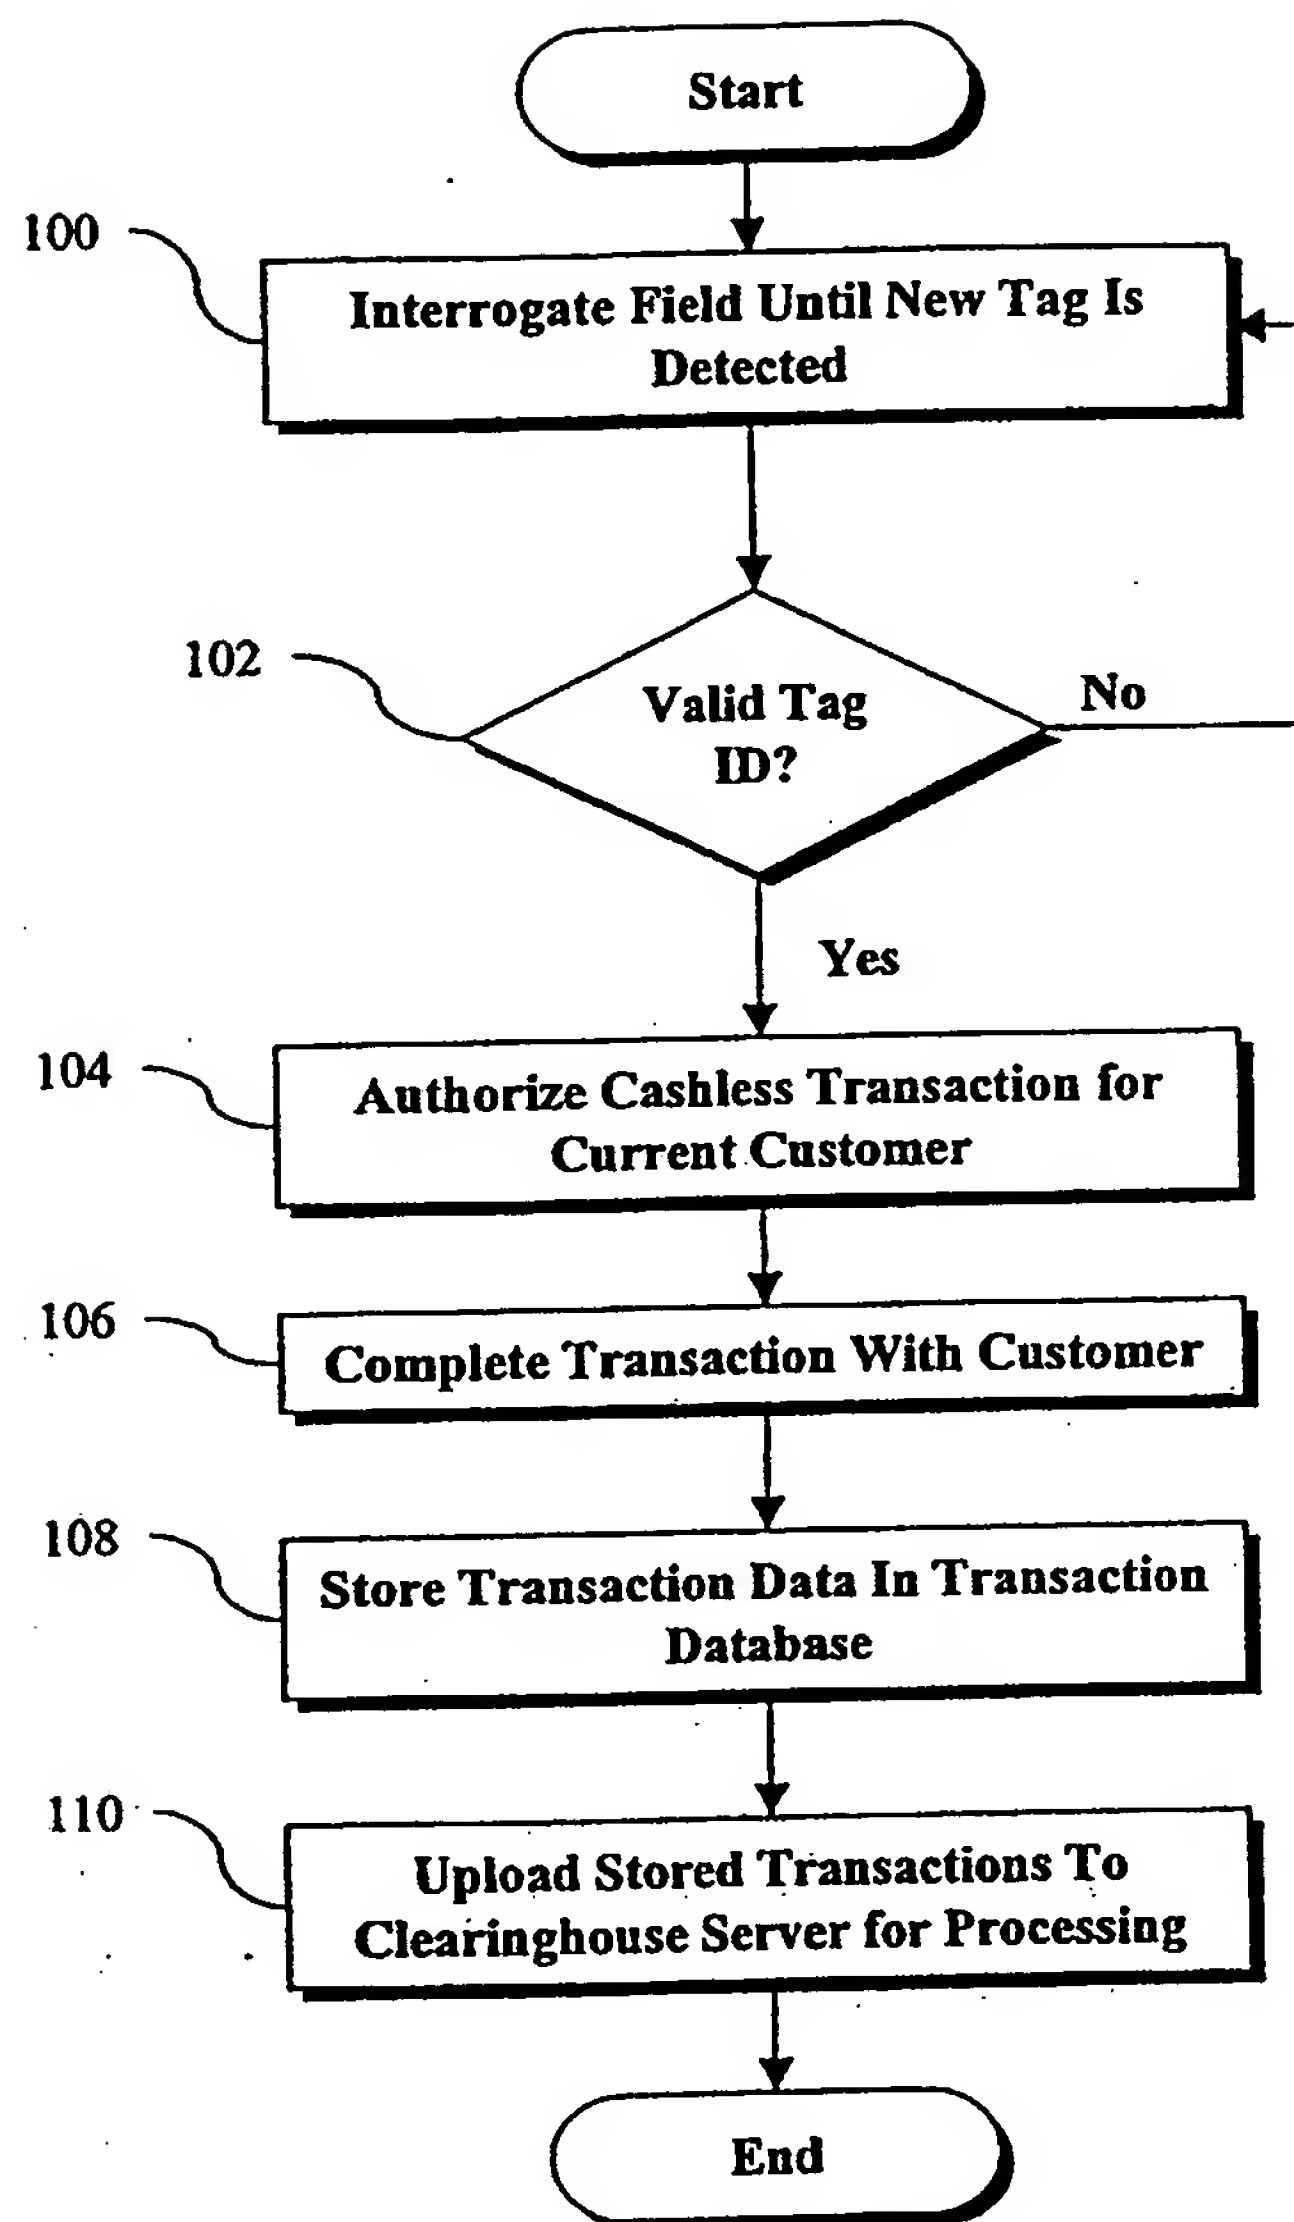 Start
100
Interrogate Field Until New Tag Is
Detected
102
Valid Tag
ID?
No
Yes
104
Authorize Cashless Transaction for
Current Customer
106
Complete Transaction With Customer
108
Store Transaction Data In Transaction
Database
110
Upload Stored Transactions To
Clearinghouse Server for Processing
End